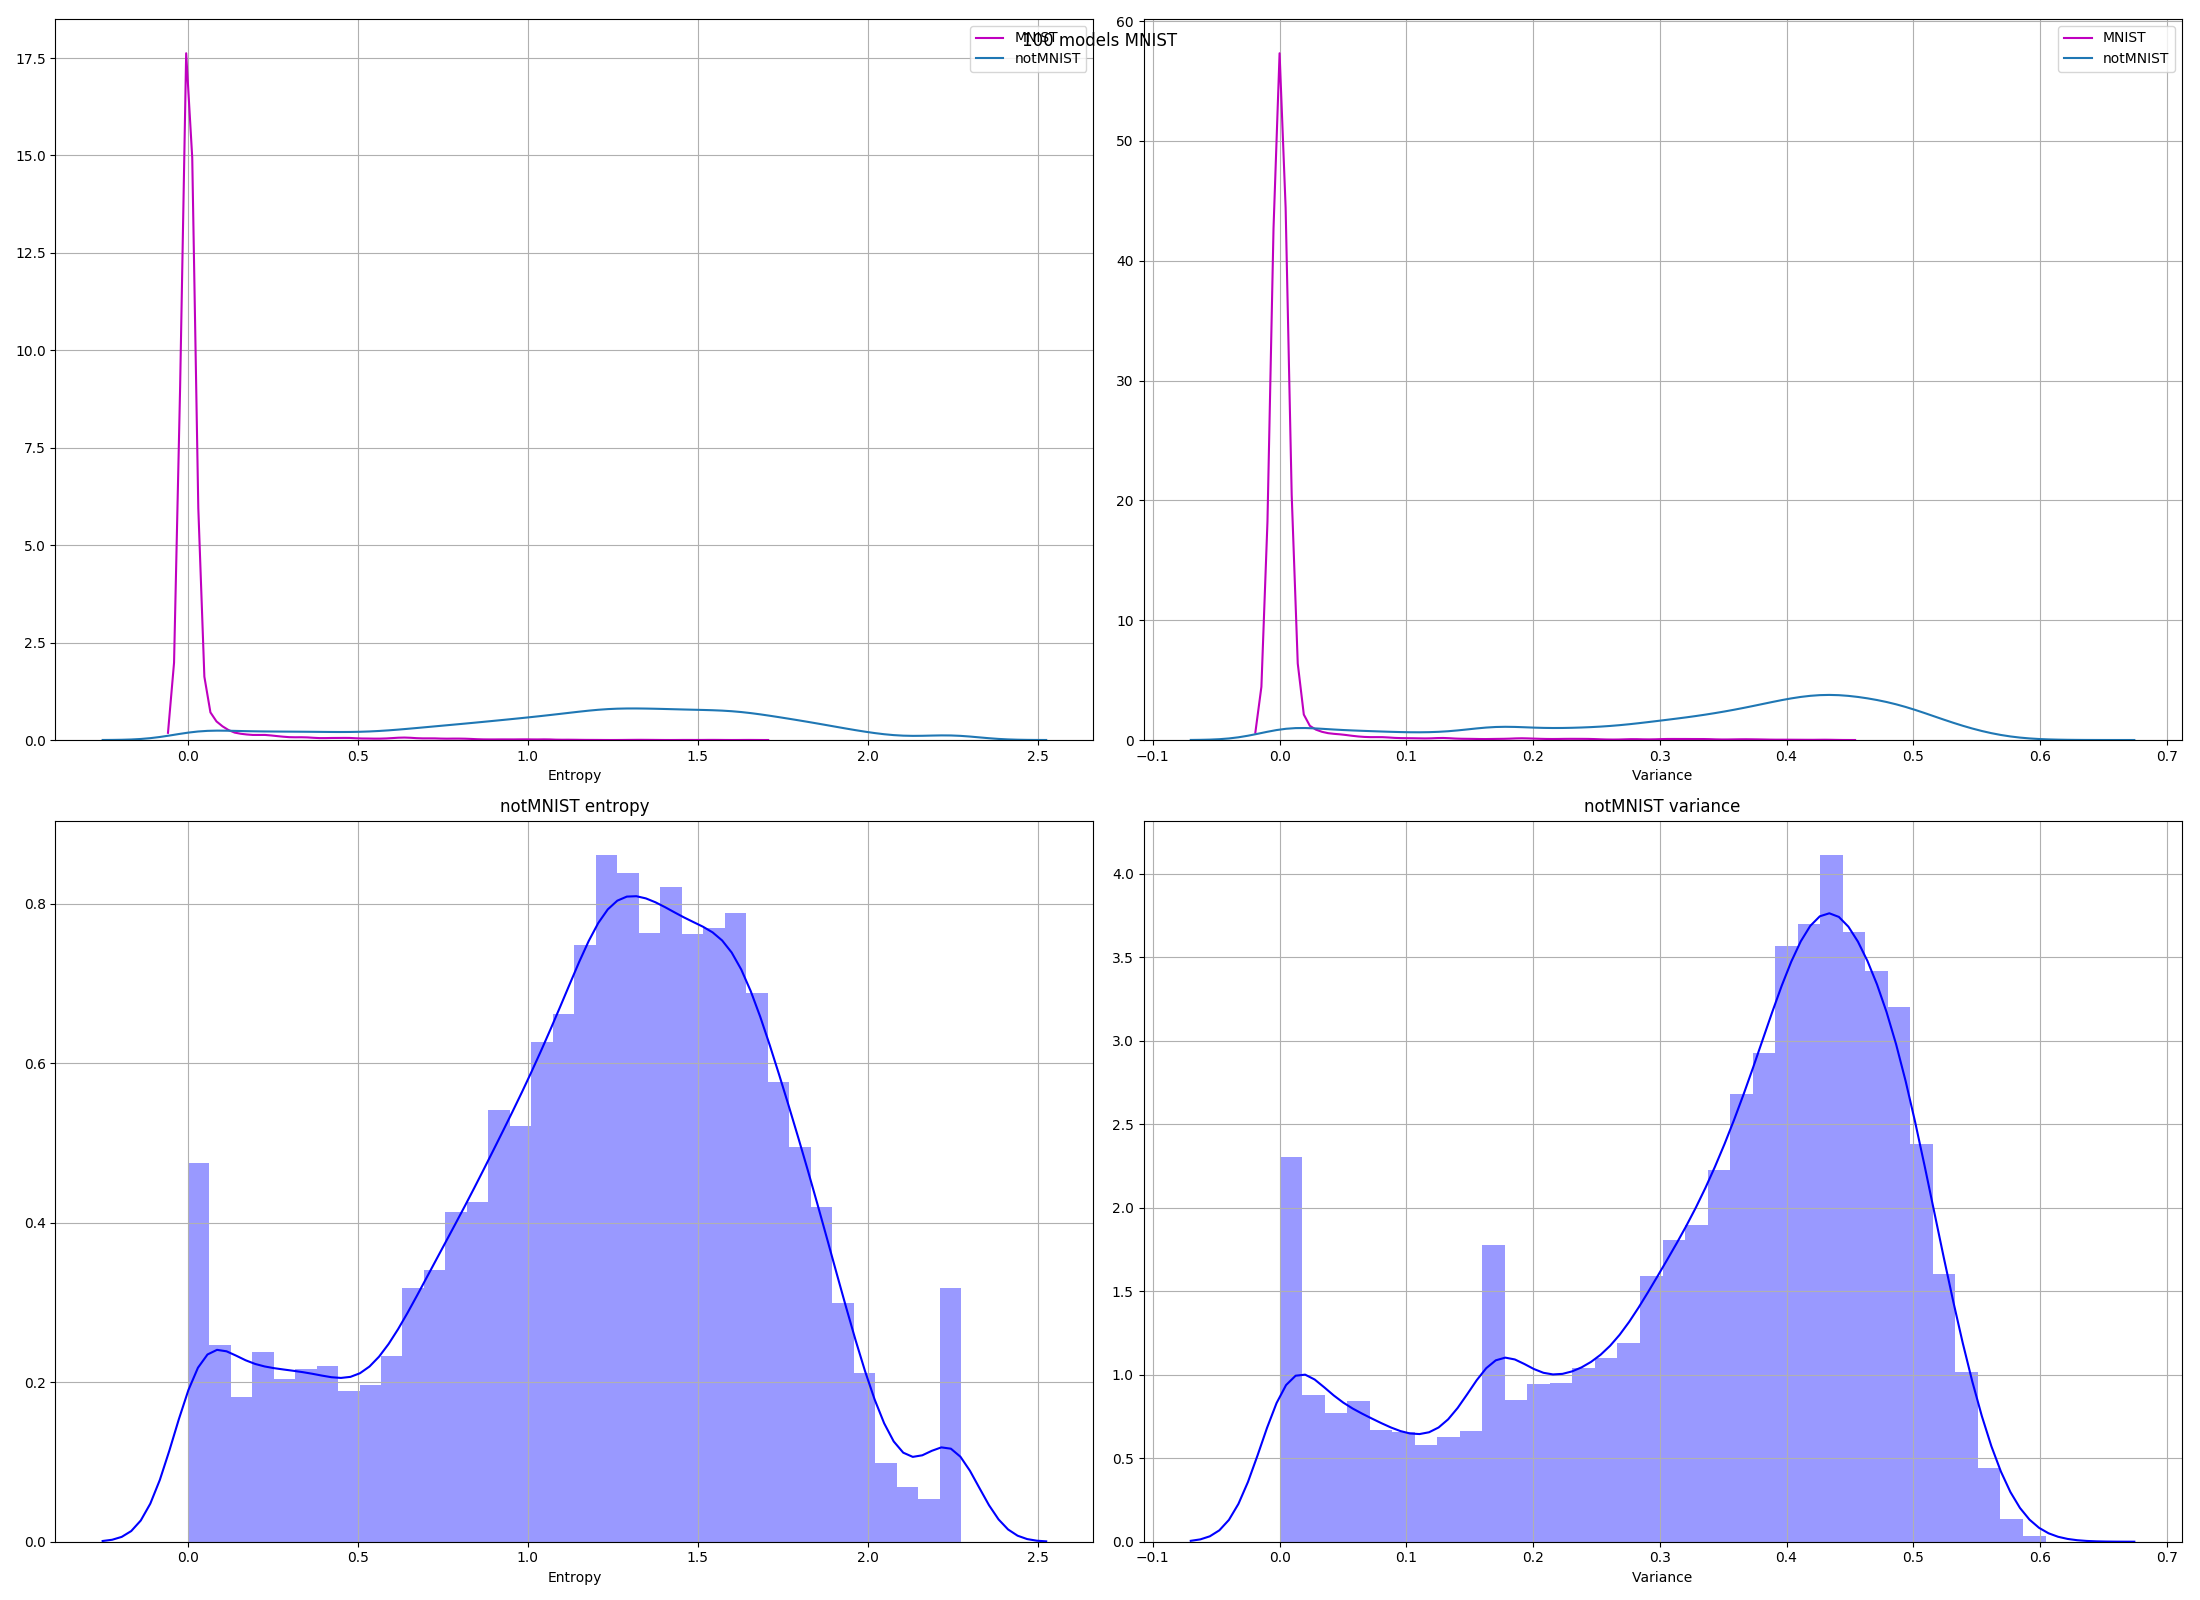 100 models MNIST
MNIST
notMNIST
17.5
15.0
12.5
10.0
7.5
5.0
2.5
0.0
0.0 0.5 1.0 1.5 2.0 2.5
Entropy
MNIST
notMNIST
60
50
40
30
20
10
0
−0.1 0.0 0.1 0.2 0.3 0.4 0.5 0.6 0.7
Variance
notMNIST entropy
0.8
0.6
0.4
0.2
0.0
0.0 0.5 1.0 1.5 2.0 2.5
Entropy
notMNIST variance
4.0
3.5
3.0
2.5
2.0
1.5
1.0
0.5
0.0
−0.1 0.0 0.1 0.2 0.3 0.4 0.5 0.6 0.7
Variance